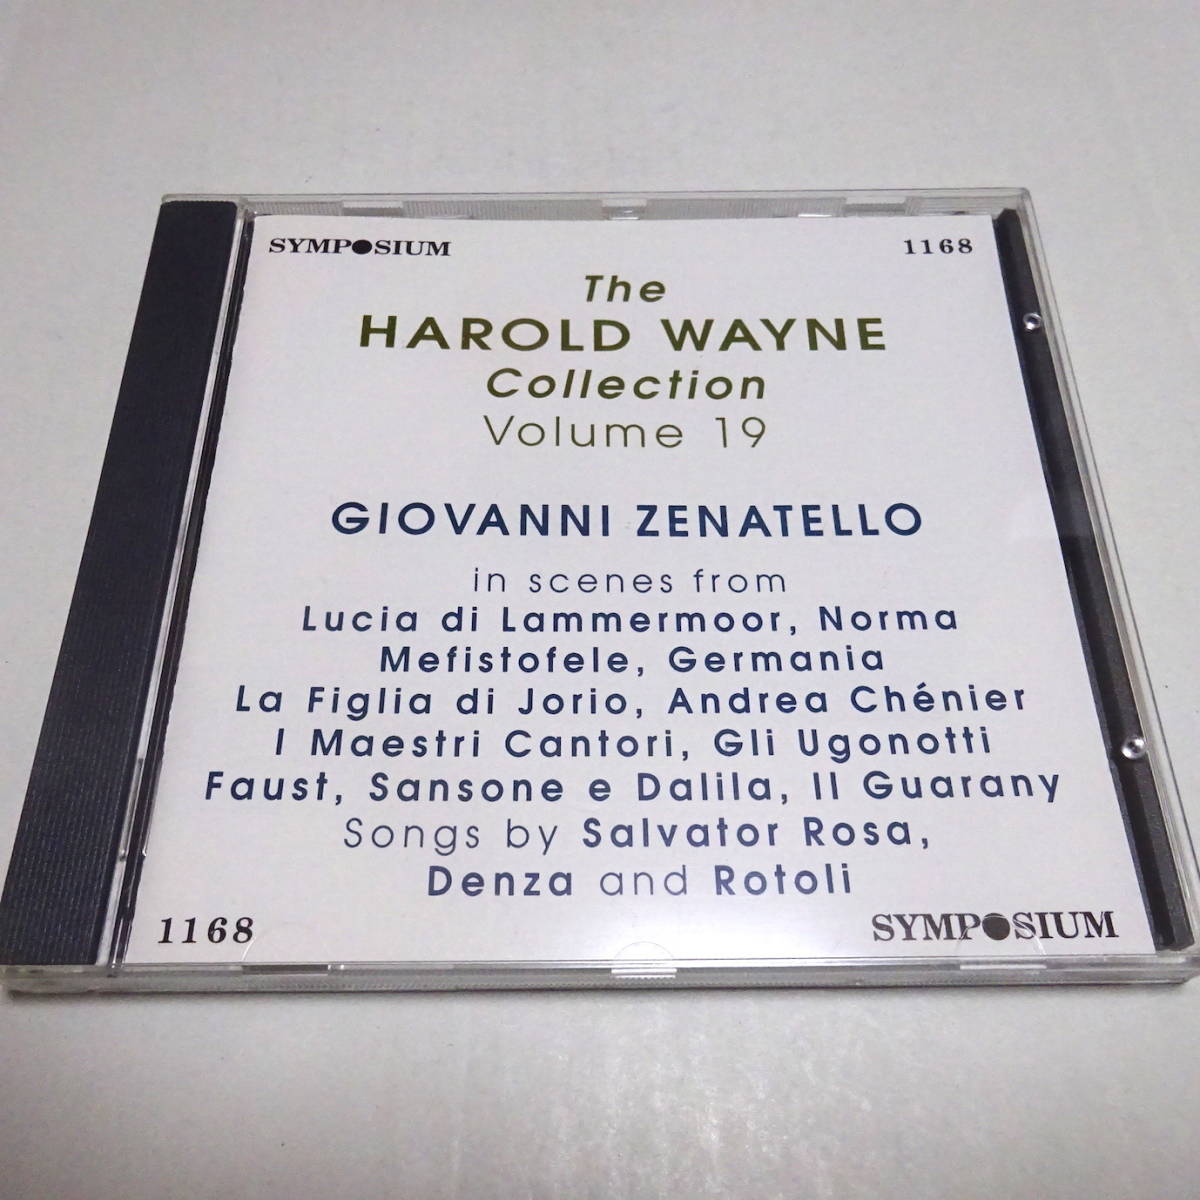 SYMPOSIUM 1168
The
HAROLD WAYNE
Collection
Volume 19
GIOVANNI ZENATELLO
in scenes from
Lucia di Lammermoor, Norma
Mefistofele, Germania
La Figlia di Jorio, Andrea Chénier
I Maestri Cantori, Gli Ugonotti
Faust, Sansone e Dalila, Il Guarany
Songs by Salvator Rosa,
Denza and Rotoli
1168 SYMPOSIUM